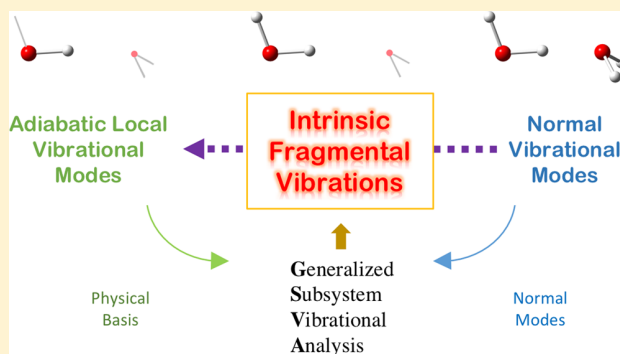 Adiabatic Local
Vibrational
Modes
Intrinsic
Fragmental
Vibrations
Normal
Vibrational
Modes
Physical
Basis
Generalized
Subsystem
Vibrational
Analysis
Normal
Modes